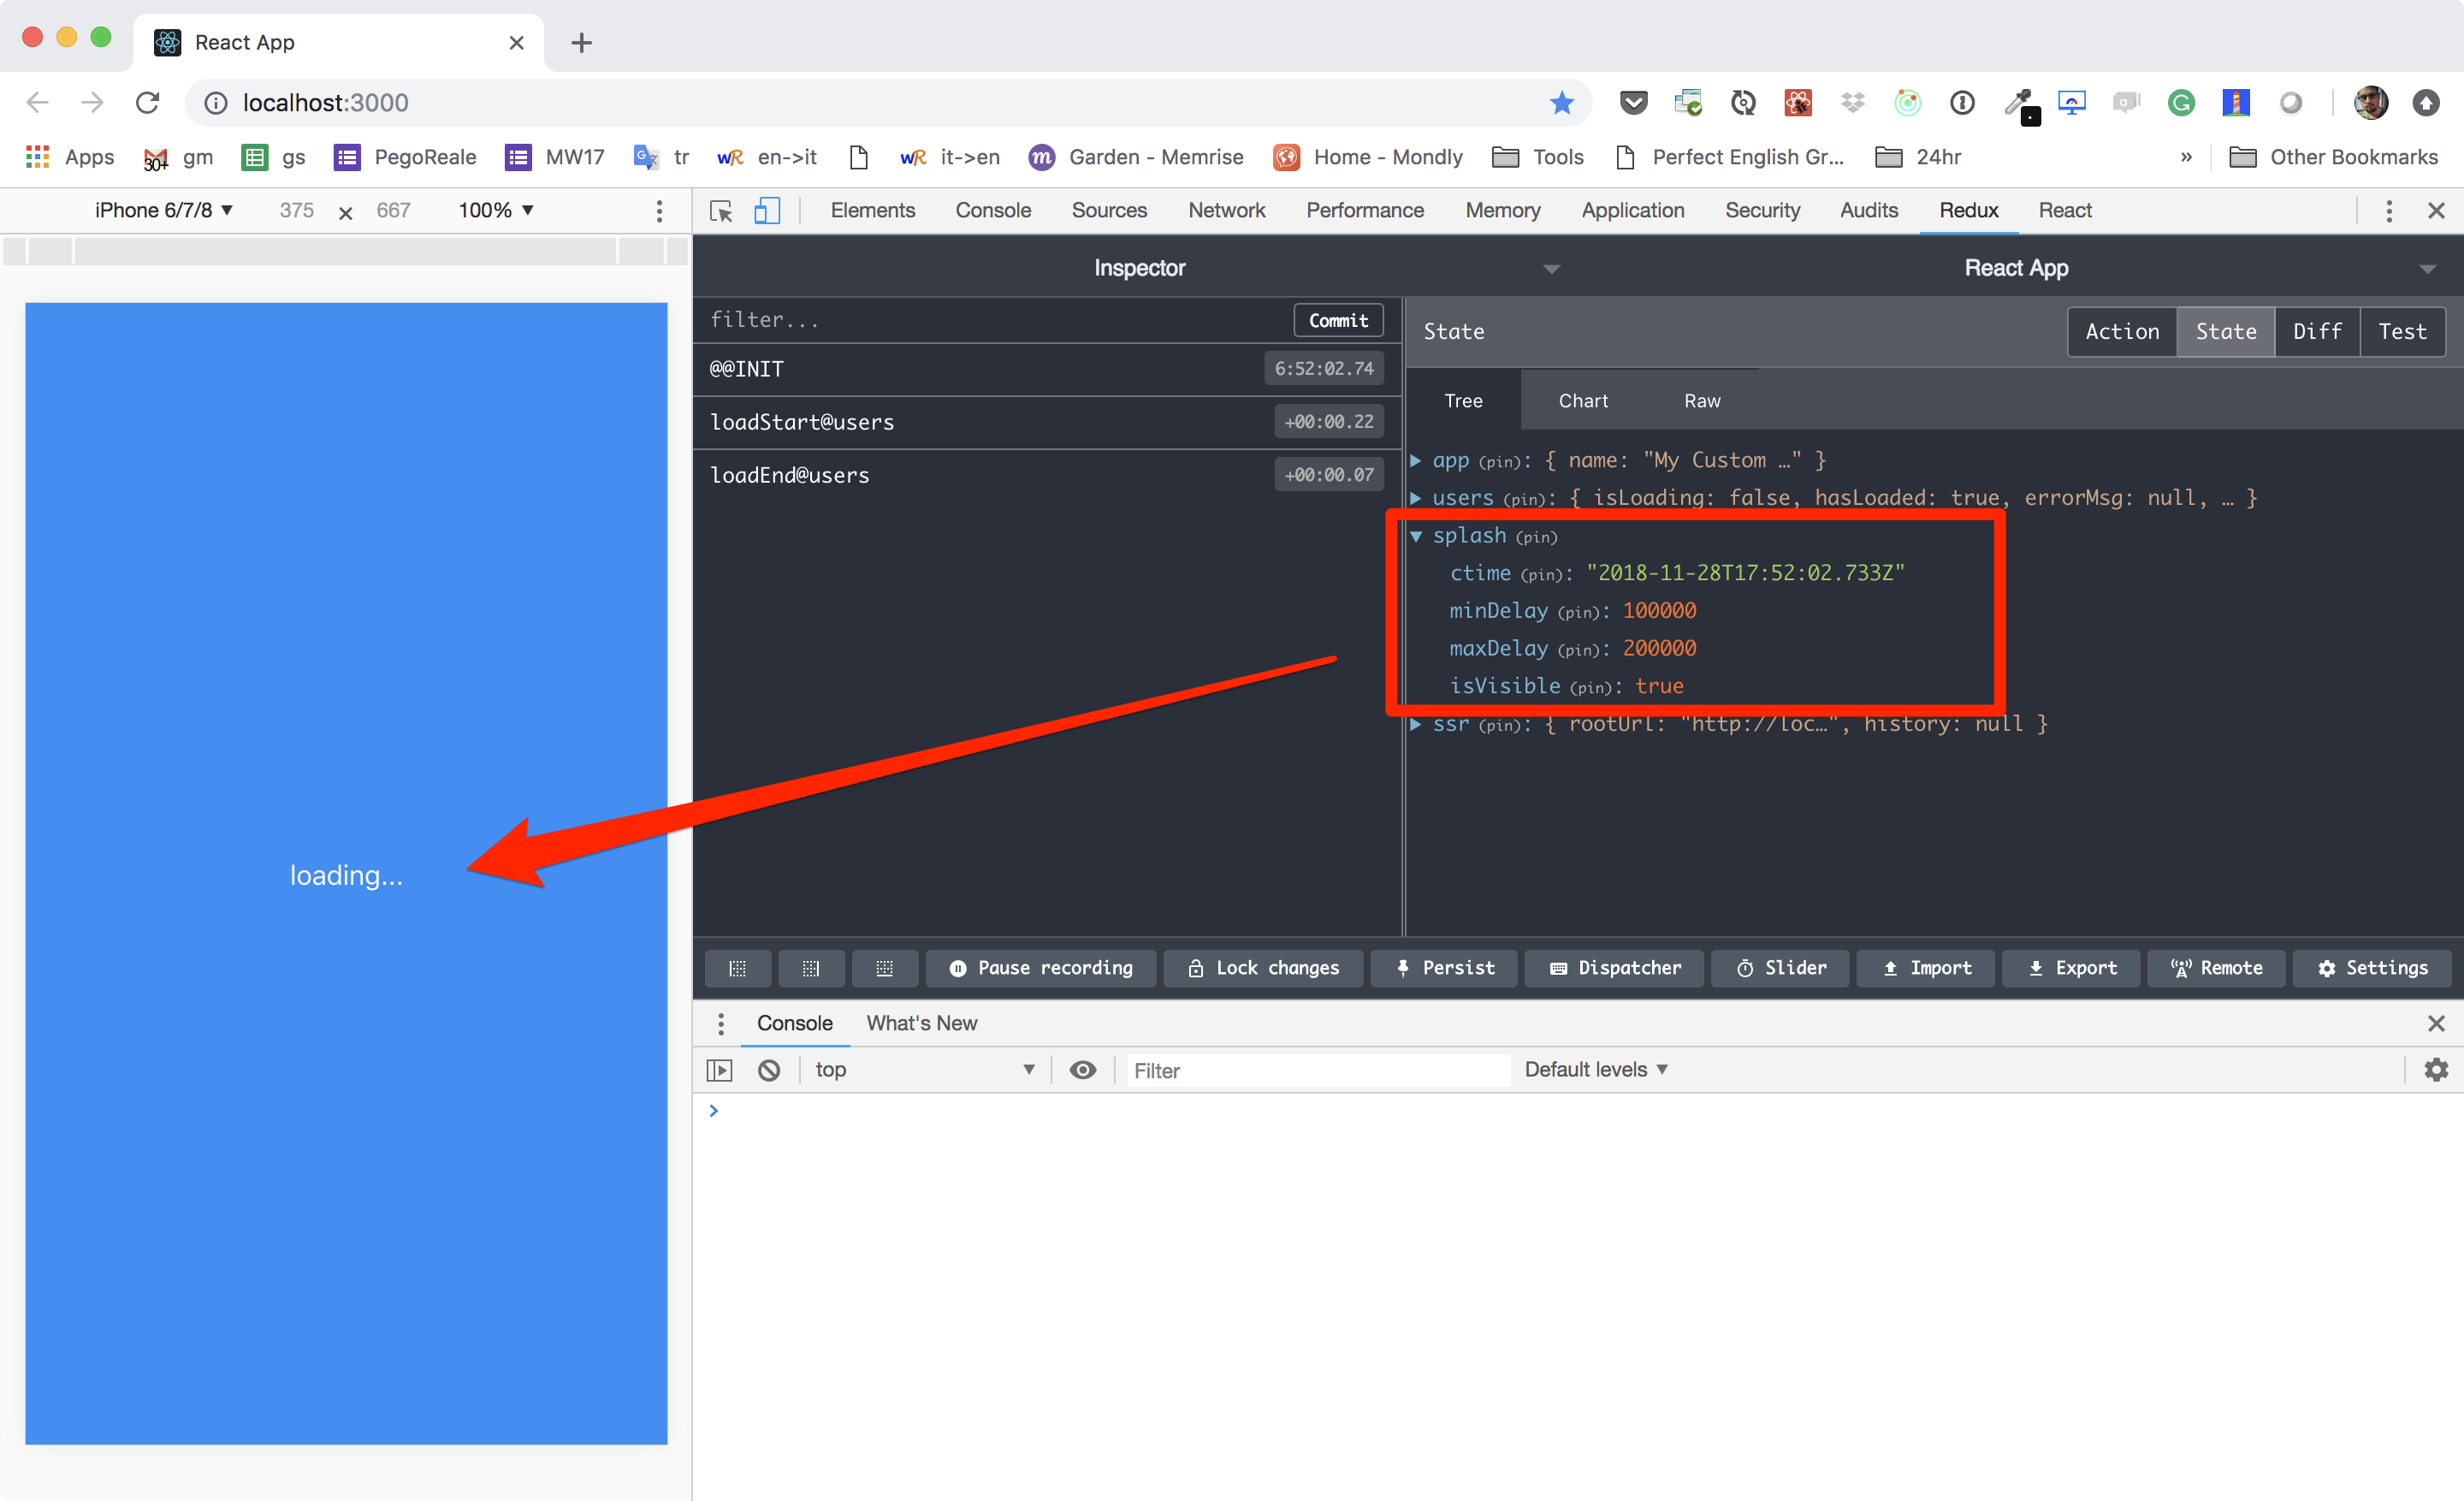 React App
localhost:3000
Apps 30+ gm gs PegoReale MW17 tr en->it it->en Garden - Memrise Home - Mondly Tools Perfect English Gr... 24hr » Other Bookmarks
iPhone 6/7/8 ▼ 375 × 667 100% ▼
Elements Console Sources Network Performance Memory Application Security Audits Redux React
Inspector
React App
filter...
Commit
@@INIT 6:52:02.74
loadStart@users +00:00.22
loadEnd@users +00:00.07
State
Action State Diff Test
Tree Chart Raw
app (pin): { name: "My Custom …" }
users (pin): { isLoading: false, hasLoaded: true, errorMsg: null, … }
splash (pin)
ctime (pin): "2018-11-28T17:52:02.733Z"
minDelay (pin): 100000
maxDelay (pin): 200000
isVisible (pin): true
ssr (pin): { rootUrl: "http://loc…", history: null }
loading...
Pause recording Lock changes Persist Dispatcher Slider Import Export Remote Settings
Console What's New
top ▼ Filter Default levels ▼